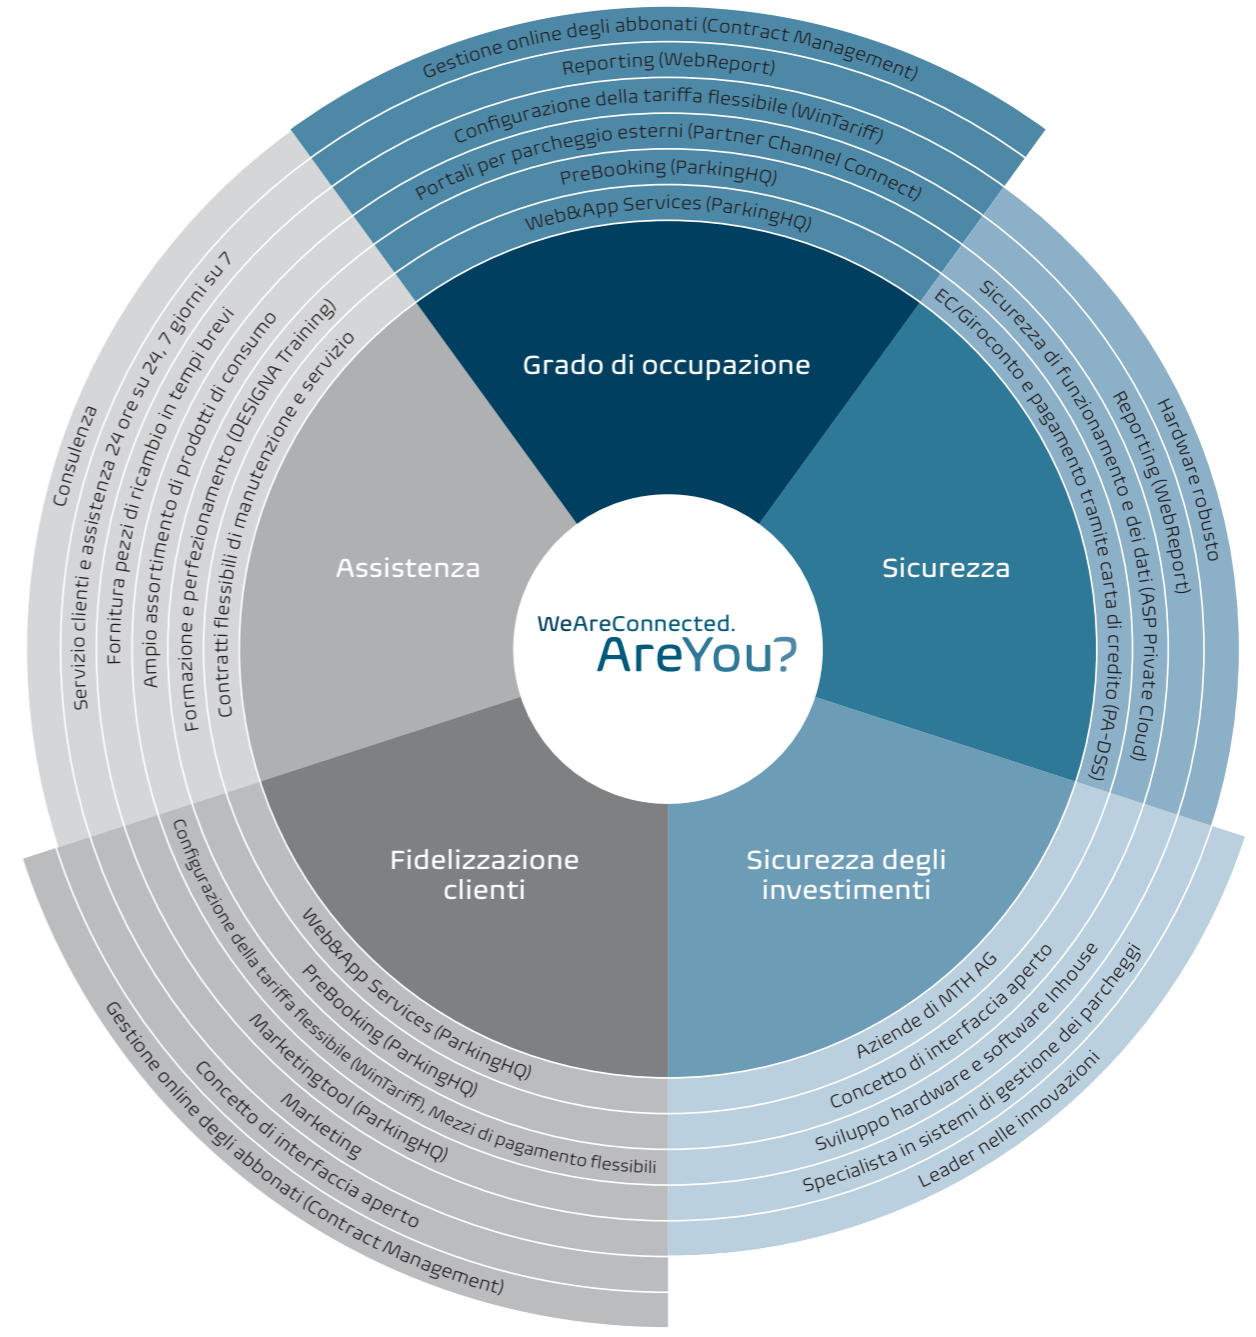 Gestione online degli abbonati (Contract Management)
Reporting (WebReport)
Configurazione della tariffa flessibile (WinTariff)
Portali per parcheggio esterni (Partner Channel Connect)
PreBooking (ParkingHQ)
Web&App Services (ParkingHQ)
Grado di occupazione
Hardware robusto
Reporting (WebReport)
Sicurezza di funzionamento e dei dati (ASP Private Cloud)
EC/Giroconto e pagamento tramite carta di credito (PA-DSS)
Sicurezza
Sicurezza degli
investimenti
Aziende di MTH AG
Concetto di interfaccia aperto
Sviluppo hardware e software Inhouse
Specialista in sistemi di gestione dei parcheggi
Leader nelle innovazioni
Fidelizzazione
clienti
Web&App Services (ParkingHQ)
PreBooking (ParkingHQ)
Configurazione della tariffa flessibile (WinTariff), Mezzi di pagamento flessibili
Marketingtool (ParkingHQ)
Marketing
Concetto di interfaccia aperto
Gestione online degli abbonati (Contract Management)
Assistenza
Consulenza
Servizio clienti e assistenza 24 ore su 24, 7 giorni su 7
Fornitura pezzi di ricambio in tempi brevi
Ampio assortimento di prodotti di consumo
Formazione e perfezionamento (DESIGNA Training)
Contratti flessibili di manutenzione e servizio
WeAreConnected.
AreYou?